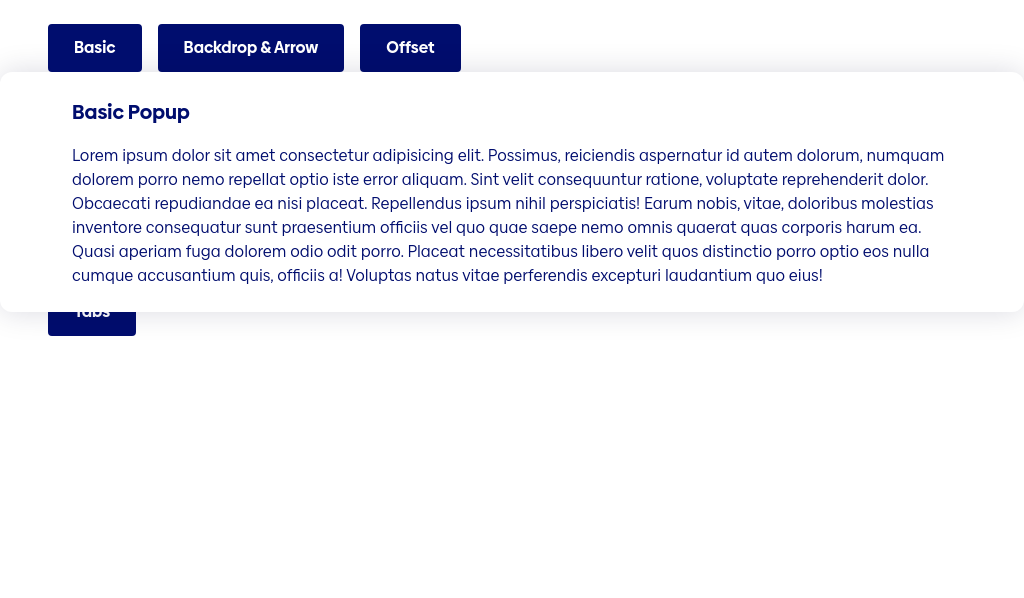 Basic
Backdrop & Arrow
Offset
Basic Popup
Lorem ipsum dolor sit amet consectetur adipisicing elit. Possimus, reiciendis aspernatur id autem dolorum, numquam
dolorem porro nemo repellat optio iste error aliquam. Sint velit consequuntur ratione, voluptate reprehenderit dolor.
Obcaecati repudiandae ea nisi placeat. Repellendus ipsum nihil perspiciatis! Earum nobis, vitae, doloribus molestias
inventore consequatur sunt praesentium officiis vel quo quae saepe nemo omnis quaerat quas corporis harum ea.
Quasi aperiam fuga dolorem odio odit porro. Placeat necessitatibus libero velit quos distinctio porro optio eos nulla
cumque accusantium quis, officiis a! Voluptas natus vitae perferendis excepturi laudantium quo eius!
Tabs